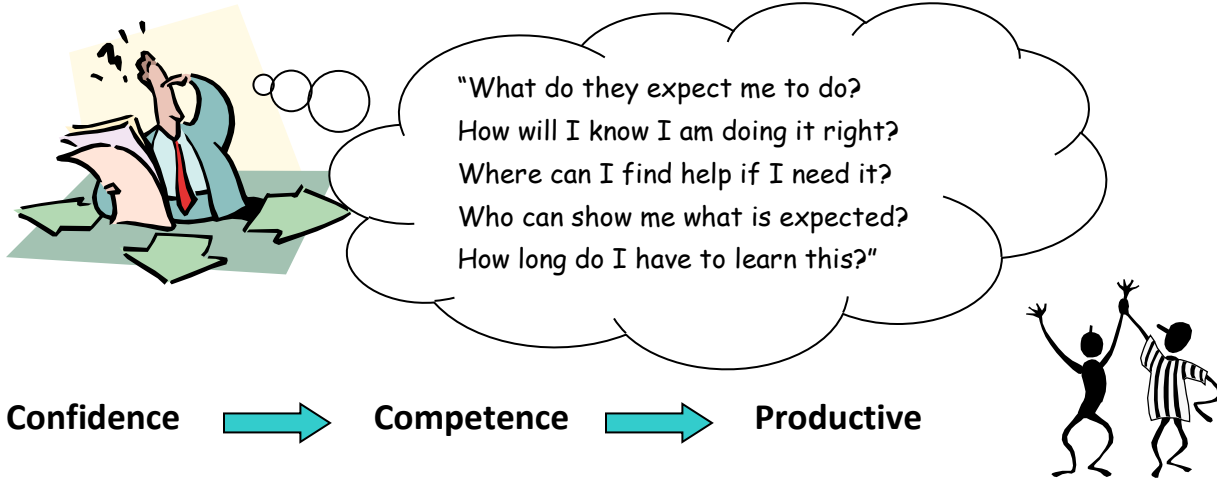 “What do they expect me to do?
How will I know I am doing it right?
Where can I find help if I need it?
Who can show me what is expected?
How long do I have to learn this?”
Confidence Competence Productive